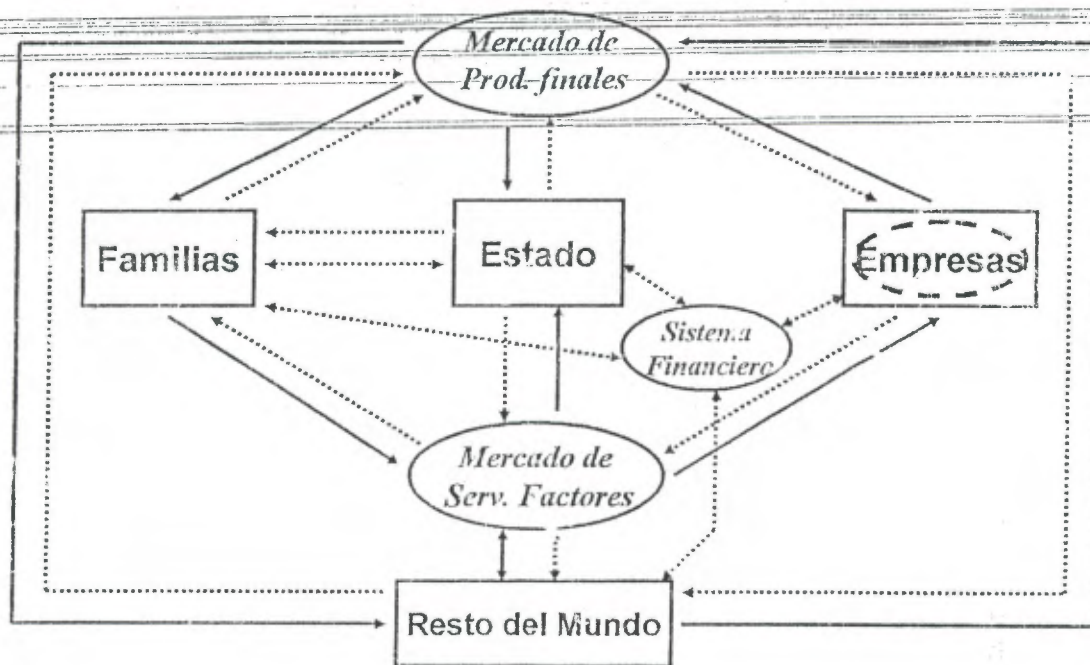 Mercado de
Prod. finales
Familias
Estado
Empresas
Sistema
Financiero
Mercado de
Serv. Factores
Resto del Mundo